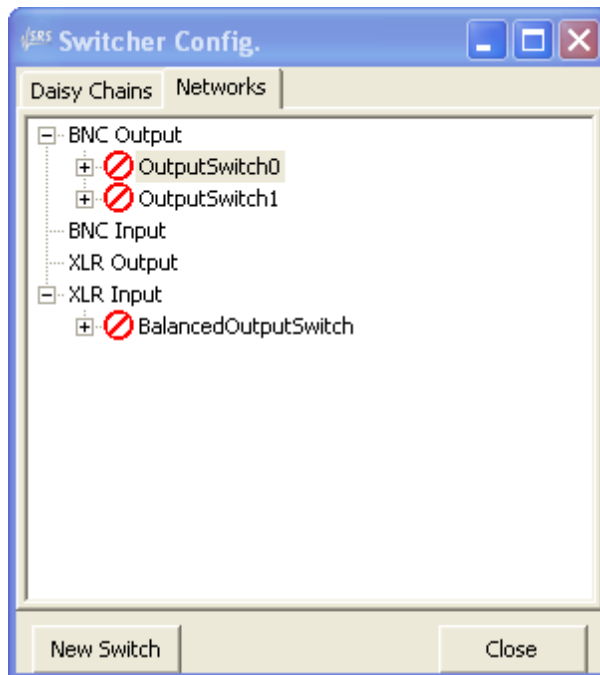 SRS Switcher Config.
Daisy Chains Networks
BNC Output
OutputSwitch0
OutputSwitch1
BNC Input
XLR Output
XLR Input
BalancedOutputSwitch
New Switch Close